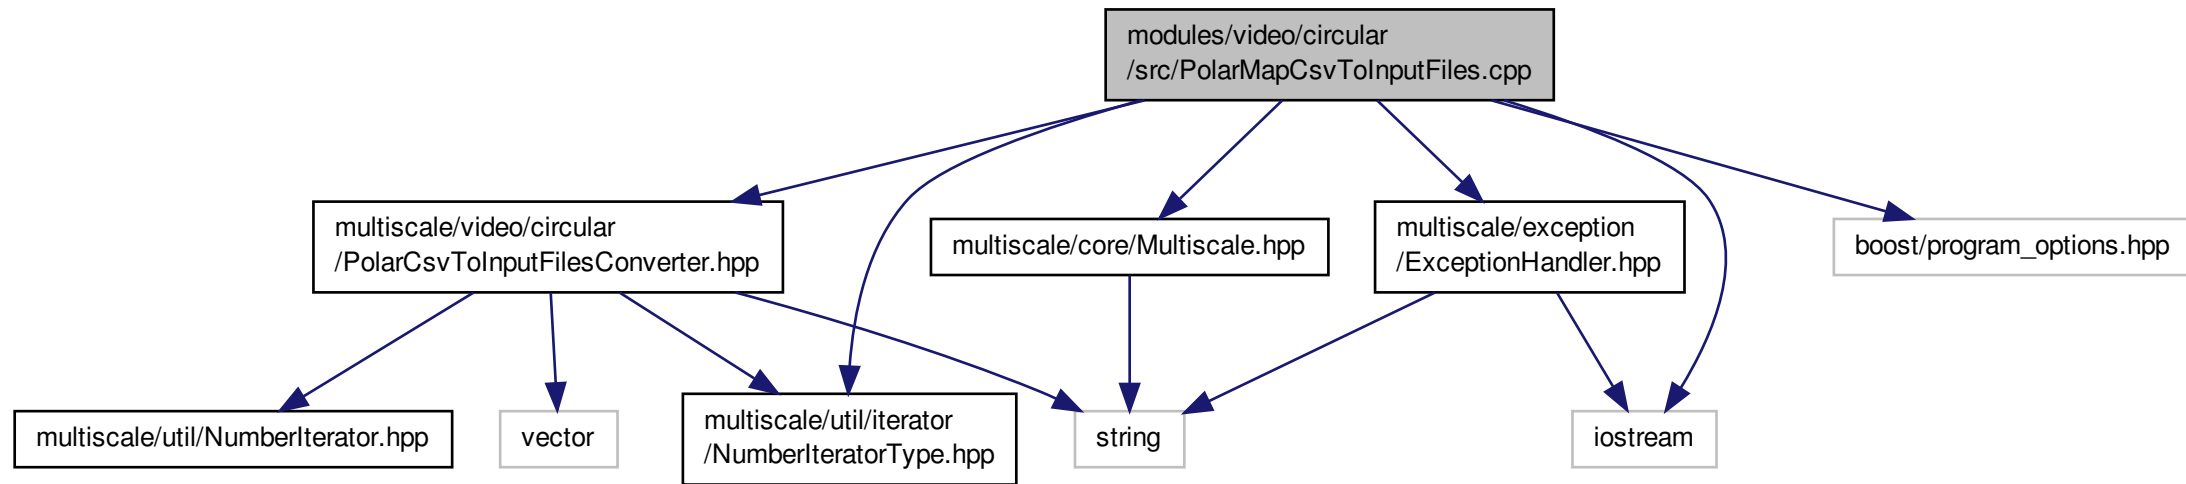 modules/video/circular
/src/PolarMapCsvToInputFiles.cpp
multiscale/video/circular
/PolarCsvToInputFilesConverter.hpp
multiscale/core/Multiscale.hpp
multiscale/exception
/ExceptionHandler.hpp
boost/program_options.hpp
multiscale/util/NumberIterator.hpp
vector
multiscale/util/iterator
/NumberIteratorType.hpp
string
iostream